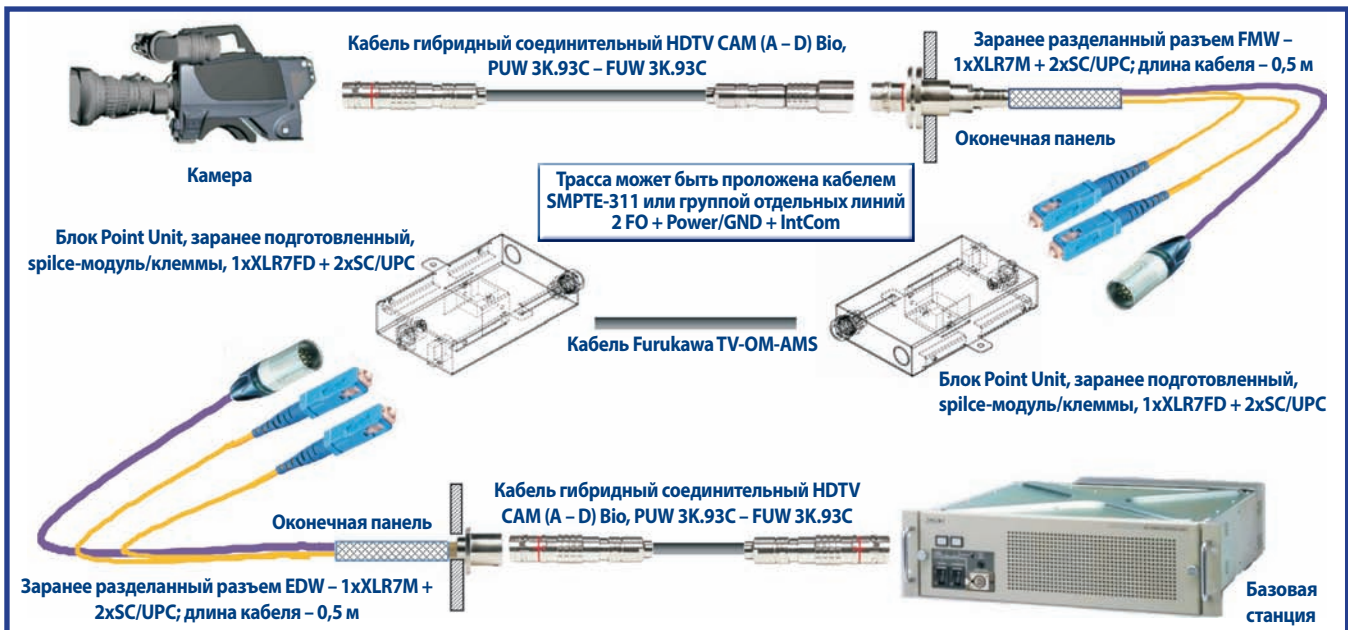 Кабель гибридный соединительный HDTV CAM (A – D) Bio,
PUW 3K.93C – FUW 3K.93C
Заранее разделанный разъем FMW –
1xXLR7M + 2xSC/UPC; длина кабеля – 0,5 м
Оконечная панель
Камера
Трасса может быть проложена кабелем
SMPTE-311 или группой отдельных линий
2 FO + Power/GND + IntCom
Блок Point Unit, заранее подготовленный,
spilce-модуль/клеммы, 1xXLR7FD + 2xSC/UPC
Кабель Furukawa TV-OM-AMS
Блок Point Unit, заранее подготовленный,
spilce-модуль/клеммы, 1xXLR7FD + 2xSC/UPC
Кабель гибридный соединительный HDTV
CAM (A – D) Bio, PUW 3K.93C – FUW 3K.93C
Оконечная панель
Заранее разделанный разъем EDW – 1xXLR7M +
2xSC/UPC; длина кабеля – 0,5 м
Базовая
станция